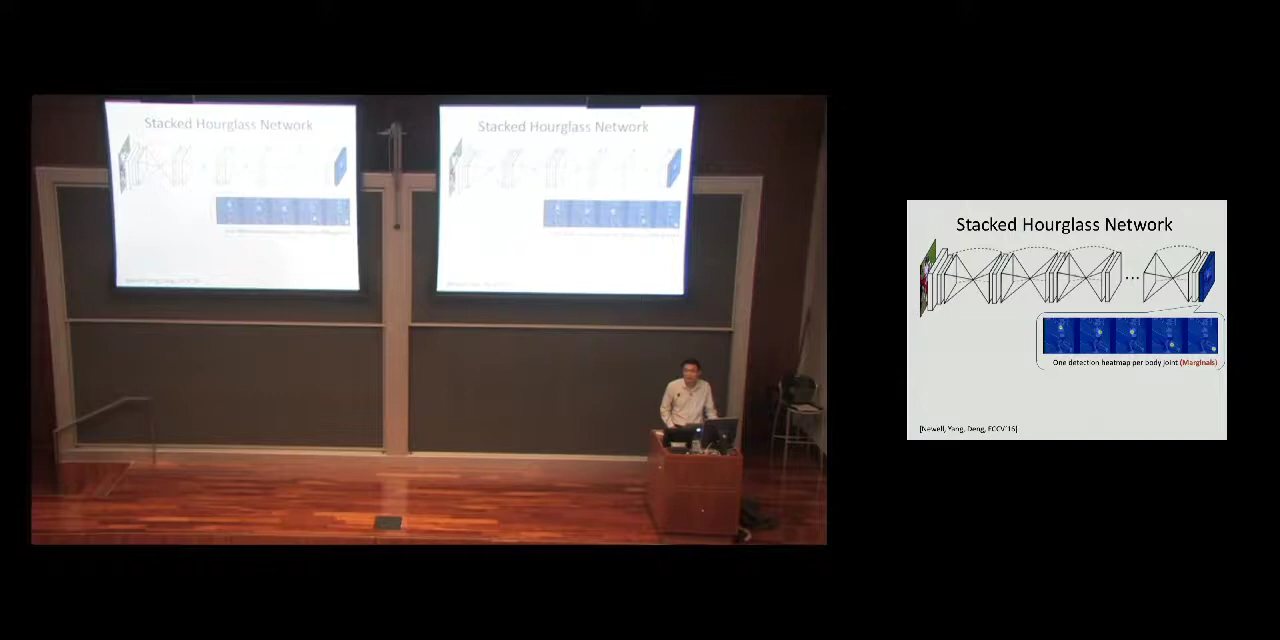 Stacked Hourglass Network
Stacked Hourglass Network
Stacked Hourglass Network
One detection heatmap per body joint (Marginals)
[Newell, Yang, Deng, ECCV'16]